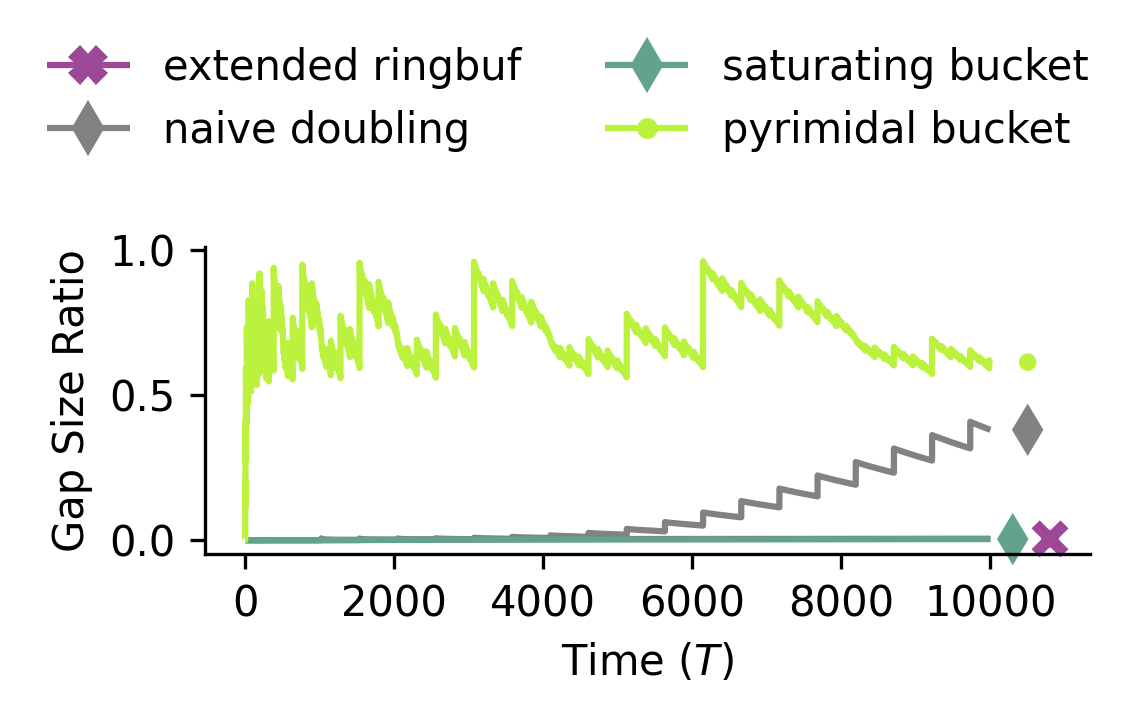 extended ringbuf
saturating bucket
naive doubling
pyrimidal bucket
Gap Size Ratio
1.0
0.5
0.0
0 2000 4000 6000 8000 10000
Time (T)